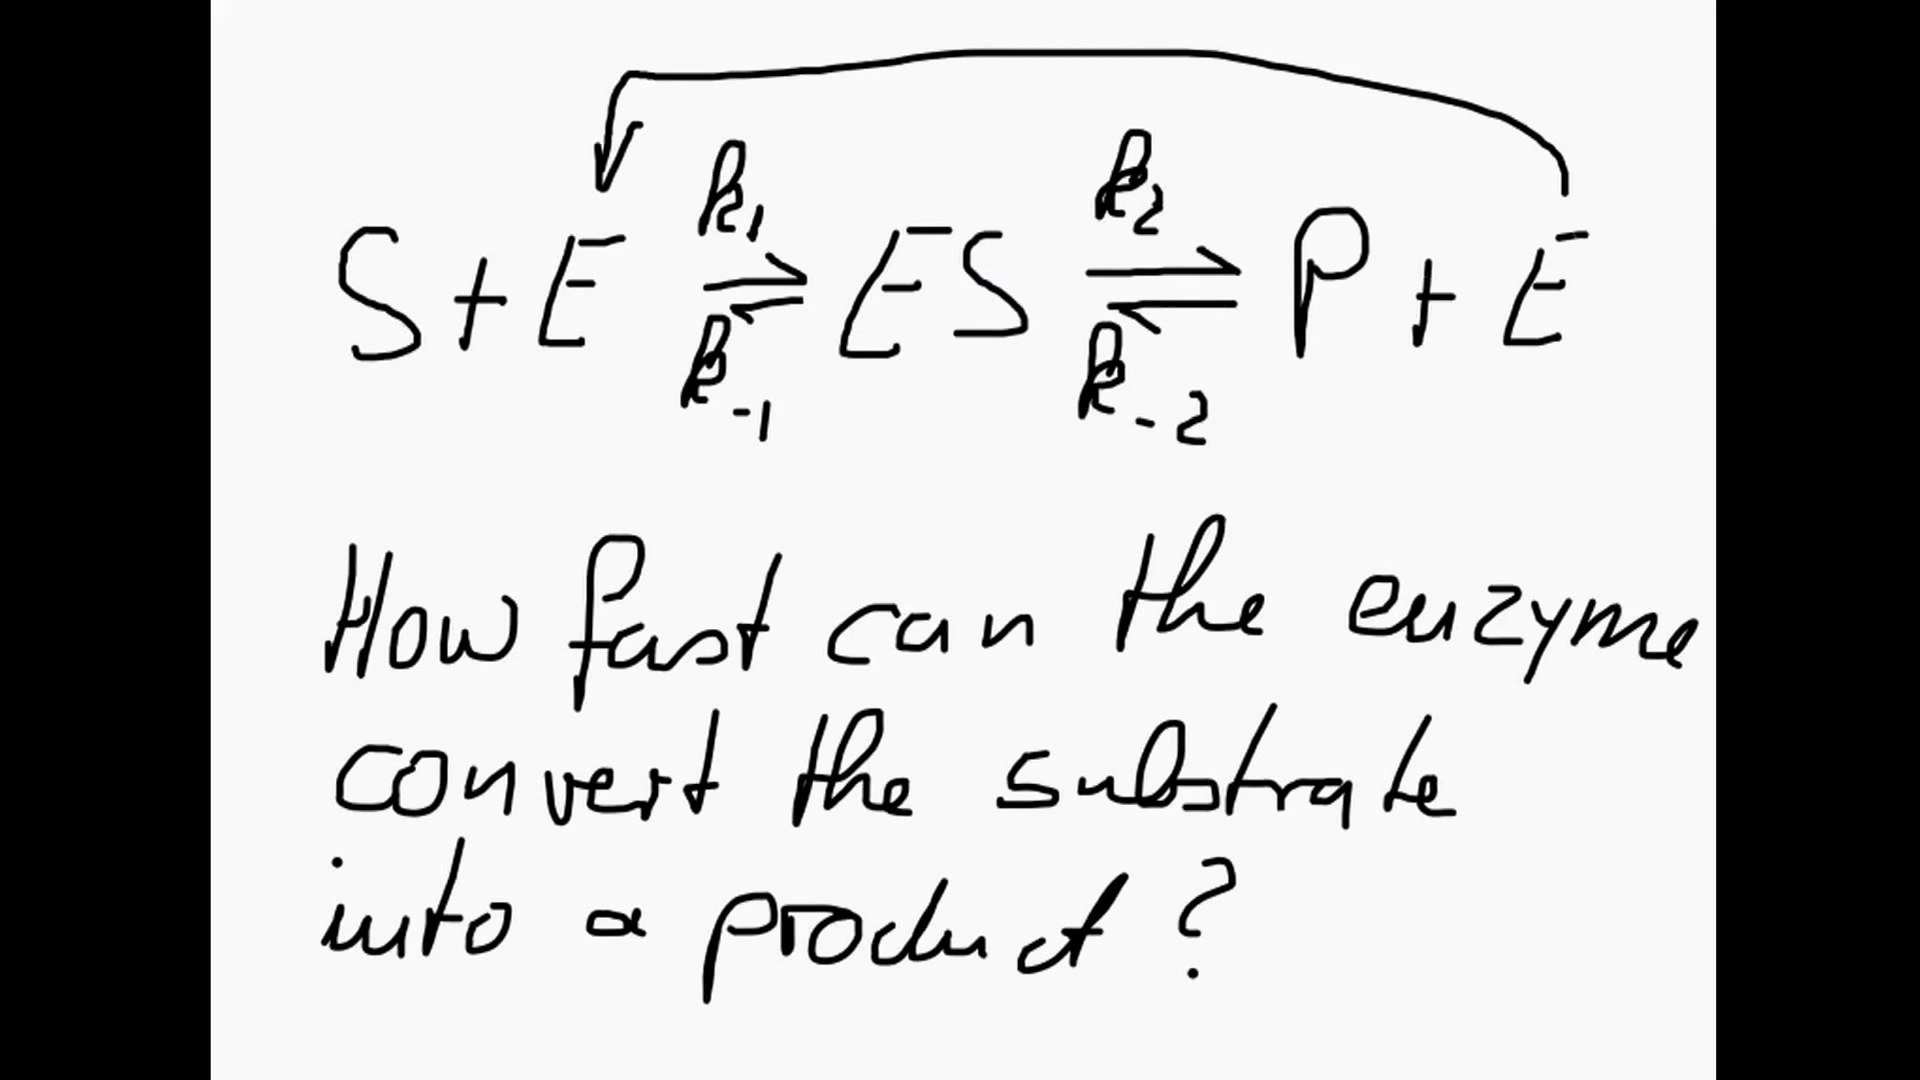 k₁ k₂
S + E ⇌ ES ⇌ P + E
k₋₁ k₋₂
How fast can the enzyme
convert the substrate
into a product?